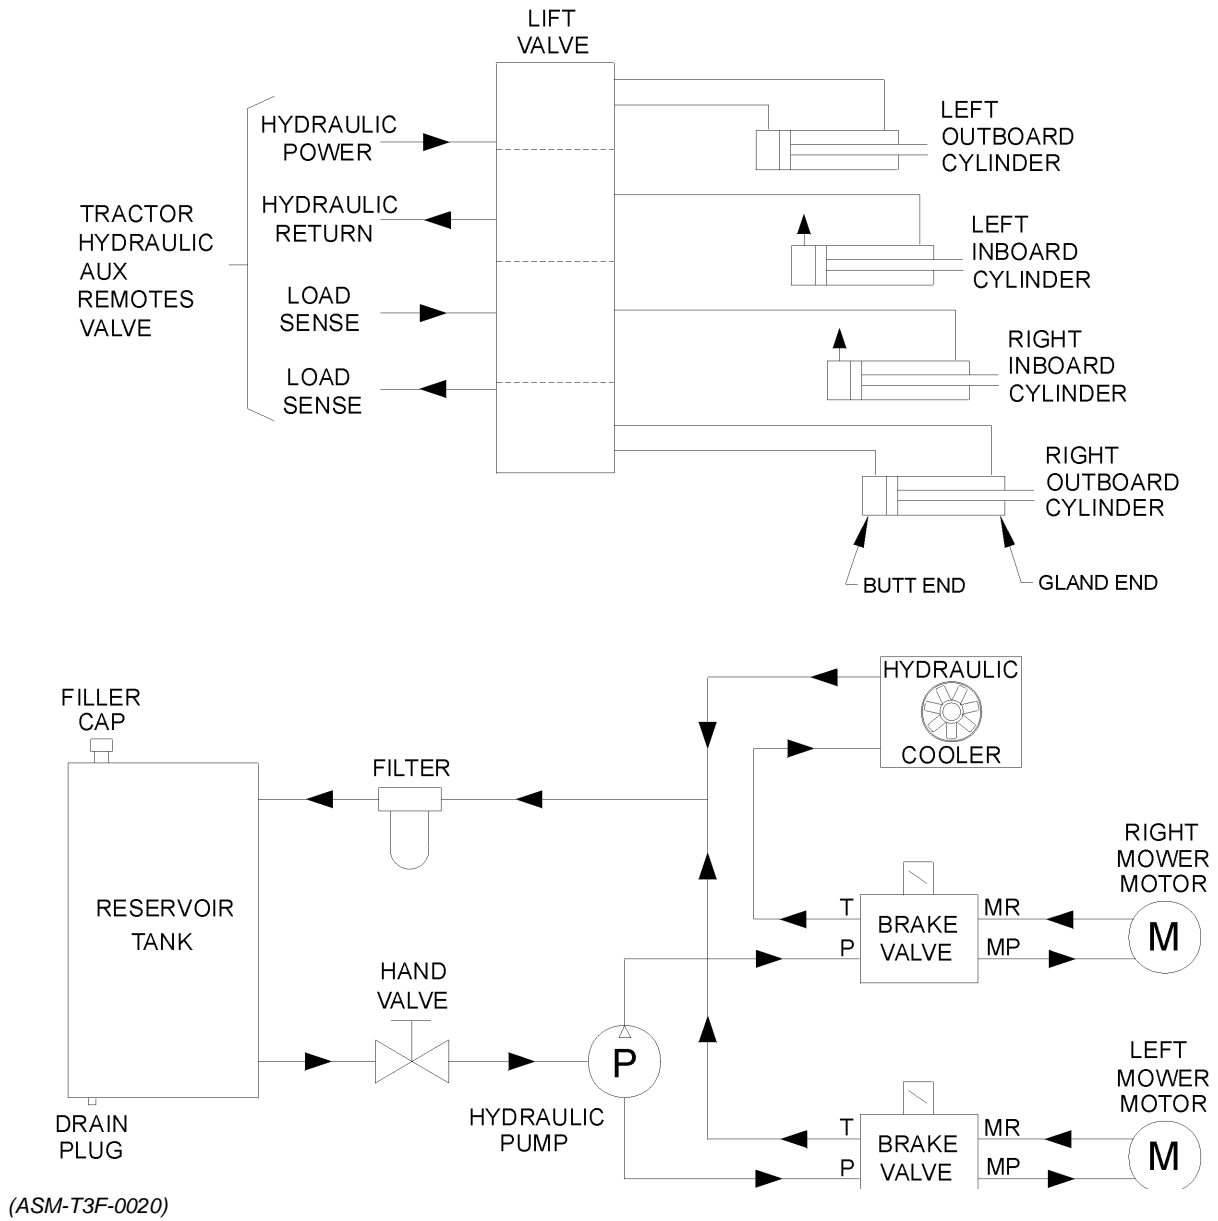 LIFT
VALVE
TRACTOR
HYDRAULIC
AUX
REMOTES
VALVE
HYDRAULIC
POWER
HYDRAULIC
RETURN
LOAD
SENSE
LOAD
SENSE
LEFT
OUTBOARD
CYLINDER
LEFT
INBOARD
CYLINDER
RIGHT
INBOARD
CYLINDER
RIGHT
OUTBOARD
CYLINDER
BUTT END
GLAND END
FILLER
CAP
RESERVOIR
TANK
DRAIN
PLUG
FILTER
HAND
VALVE
P
HYDRAULIC
PUMP
HYDRAULIC
COOLER
T
P
BRAKE
VALVE
MR
MP
RIGHT
MOWER
MOTOR
M
T
P
BRAKE
VALVE
MR
MP
LEFT
MOWER
MOTOR
M
(ASM-T3F-0020)